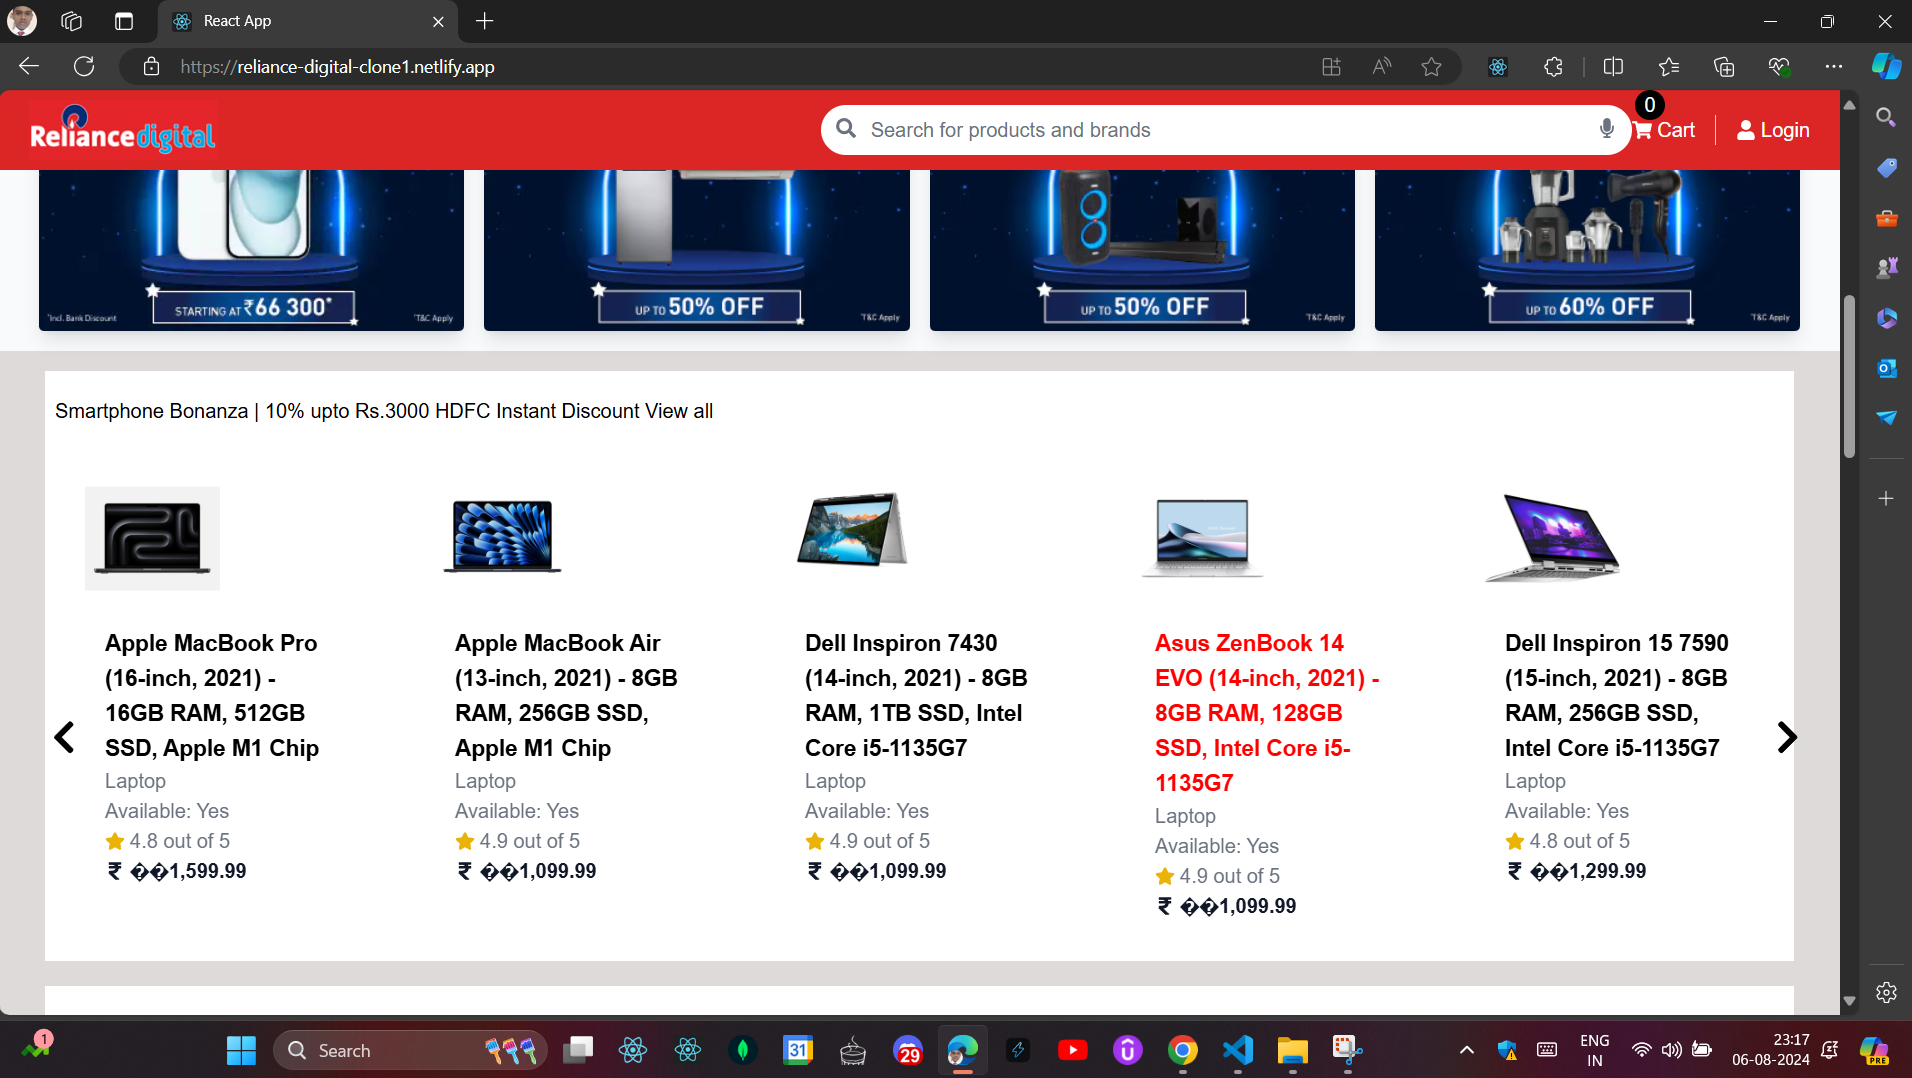 React App
https://reliance-digital-clone1.netlify.app
Reliance digital
Search for products and brands
0
Cart
Login
*Incl. Bank Discount
STARTING AT ₹66 300*
*T&C Apply
UP TO 50% OFF
*T&C Apply
UP TO 50% OFF
*T&C Apply
UP TO 60% OFF
*T&C Apply
Smartphone Bonanza | 10% upto Rs.3000 HDFC Instant Discount View all
Apple MacBook Pro
(16-inch, 2021) -
16GB RAM, 512GB
SSD, Apple M1 Chip
Laptop
Available: Yes
4.8 out of 5
₹ ��1,599.99
Apple MacBook Air
(13-inch, 2021) - 8GB
RAM, 256GB SSD,
Apple M1 Chip
Laptop
Available: Yes
4.9 out of 5
₹ ��1,099.99
Dell Inspiron 7430
(14-inch, 2021) - 8GB
RAM, 1TB SSD, Intel
Core i5-1135G7
Laptop
Available: Yes
4.9 out of 5
₹ ��1,099.99
Asus ZenBook 14
EVO (14-inch, 2021) -
8GB RAM, 128GB
SSD, Intel Core i5-
1135G7
Laptop
Available: Yes
4.9 out of 5
₹ ��1,099.99
Dell Inspiron 15 7590
(15-inch, 2021) - 8GB
RAM, 256GB SSD,
Intel Core i5-1135G7
Laptop
Available: Yes
4.8 out of 5
₹ ��1,299.99
1
Search
31
29
ENG
IN
23:17
06-08-2024
PRE